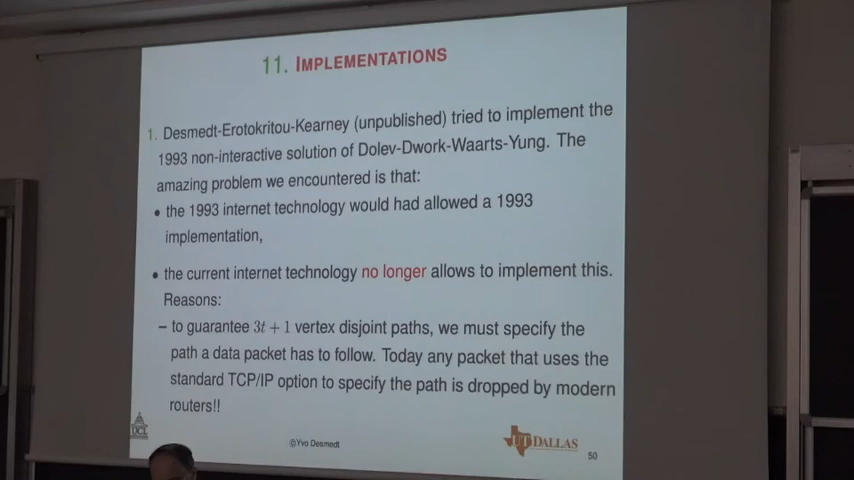 11. IMPLEMENTATIONS
1. Desmedt-Erotokritou-Kearney (unpublished) tried to implement the
1993 non-interactive solution of Dolev-Dwork-Waarts-Yung. The
amazing problem we encountered is that:
• the 1993 internet technology would had allowed a 1993
implementation,
• the current internet technology no longer allows to implement this.
Reasons:
– to guarantee 3t + 1 vertex disjoint paths, we must specify the
path a data packet has to follow. Today any packet that uses the
standard TCP/IP option to specify the path is dropped by modern
routers!!
UCL
©Yvo Desmedt
UT DALLAS
50